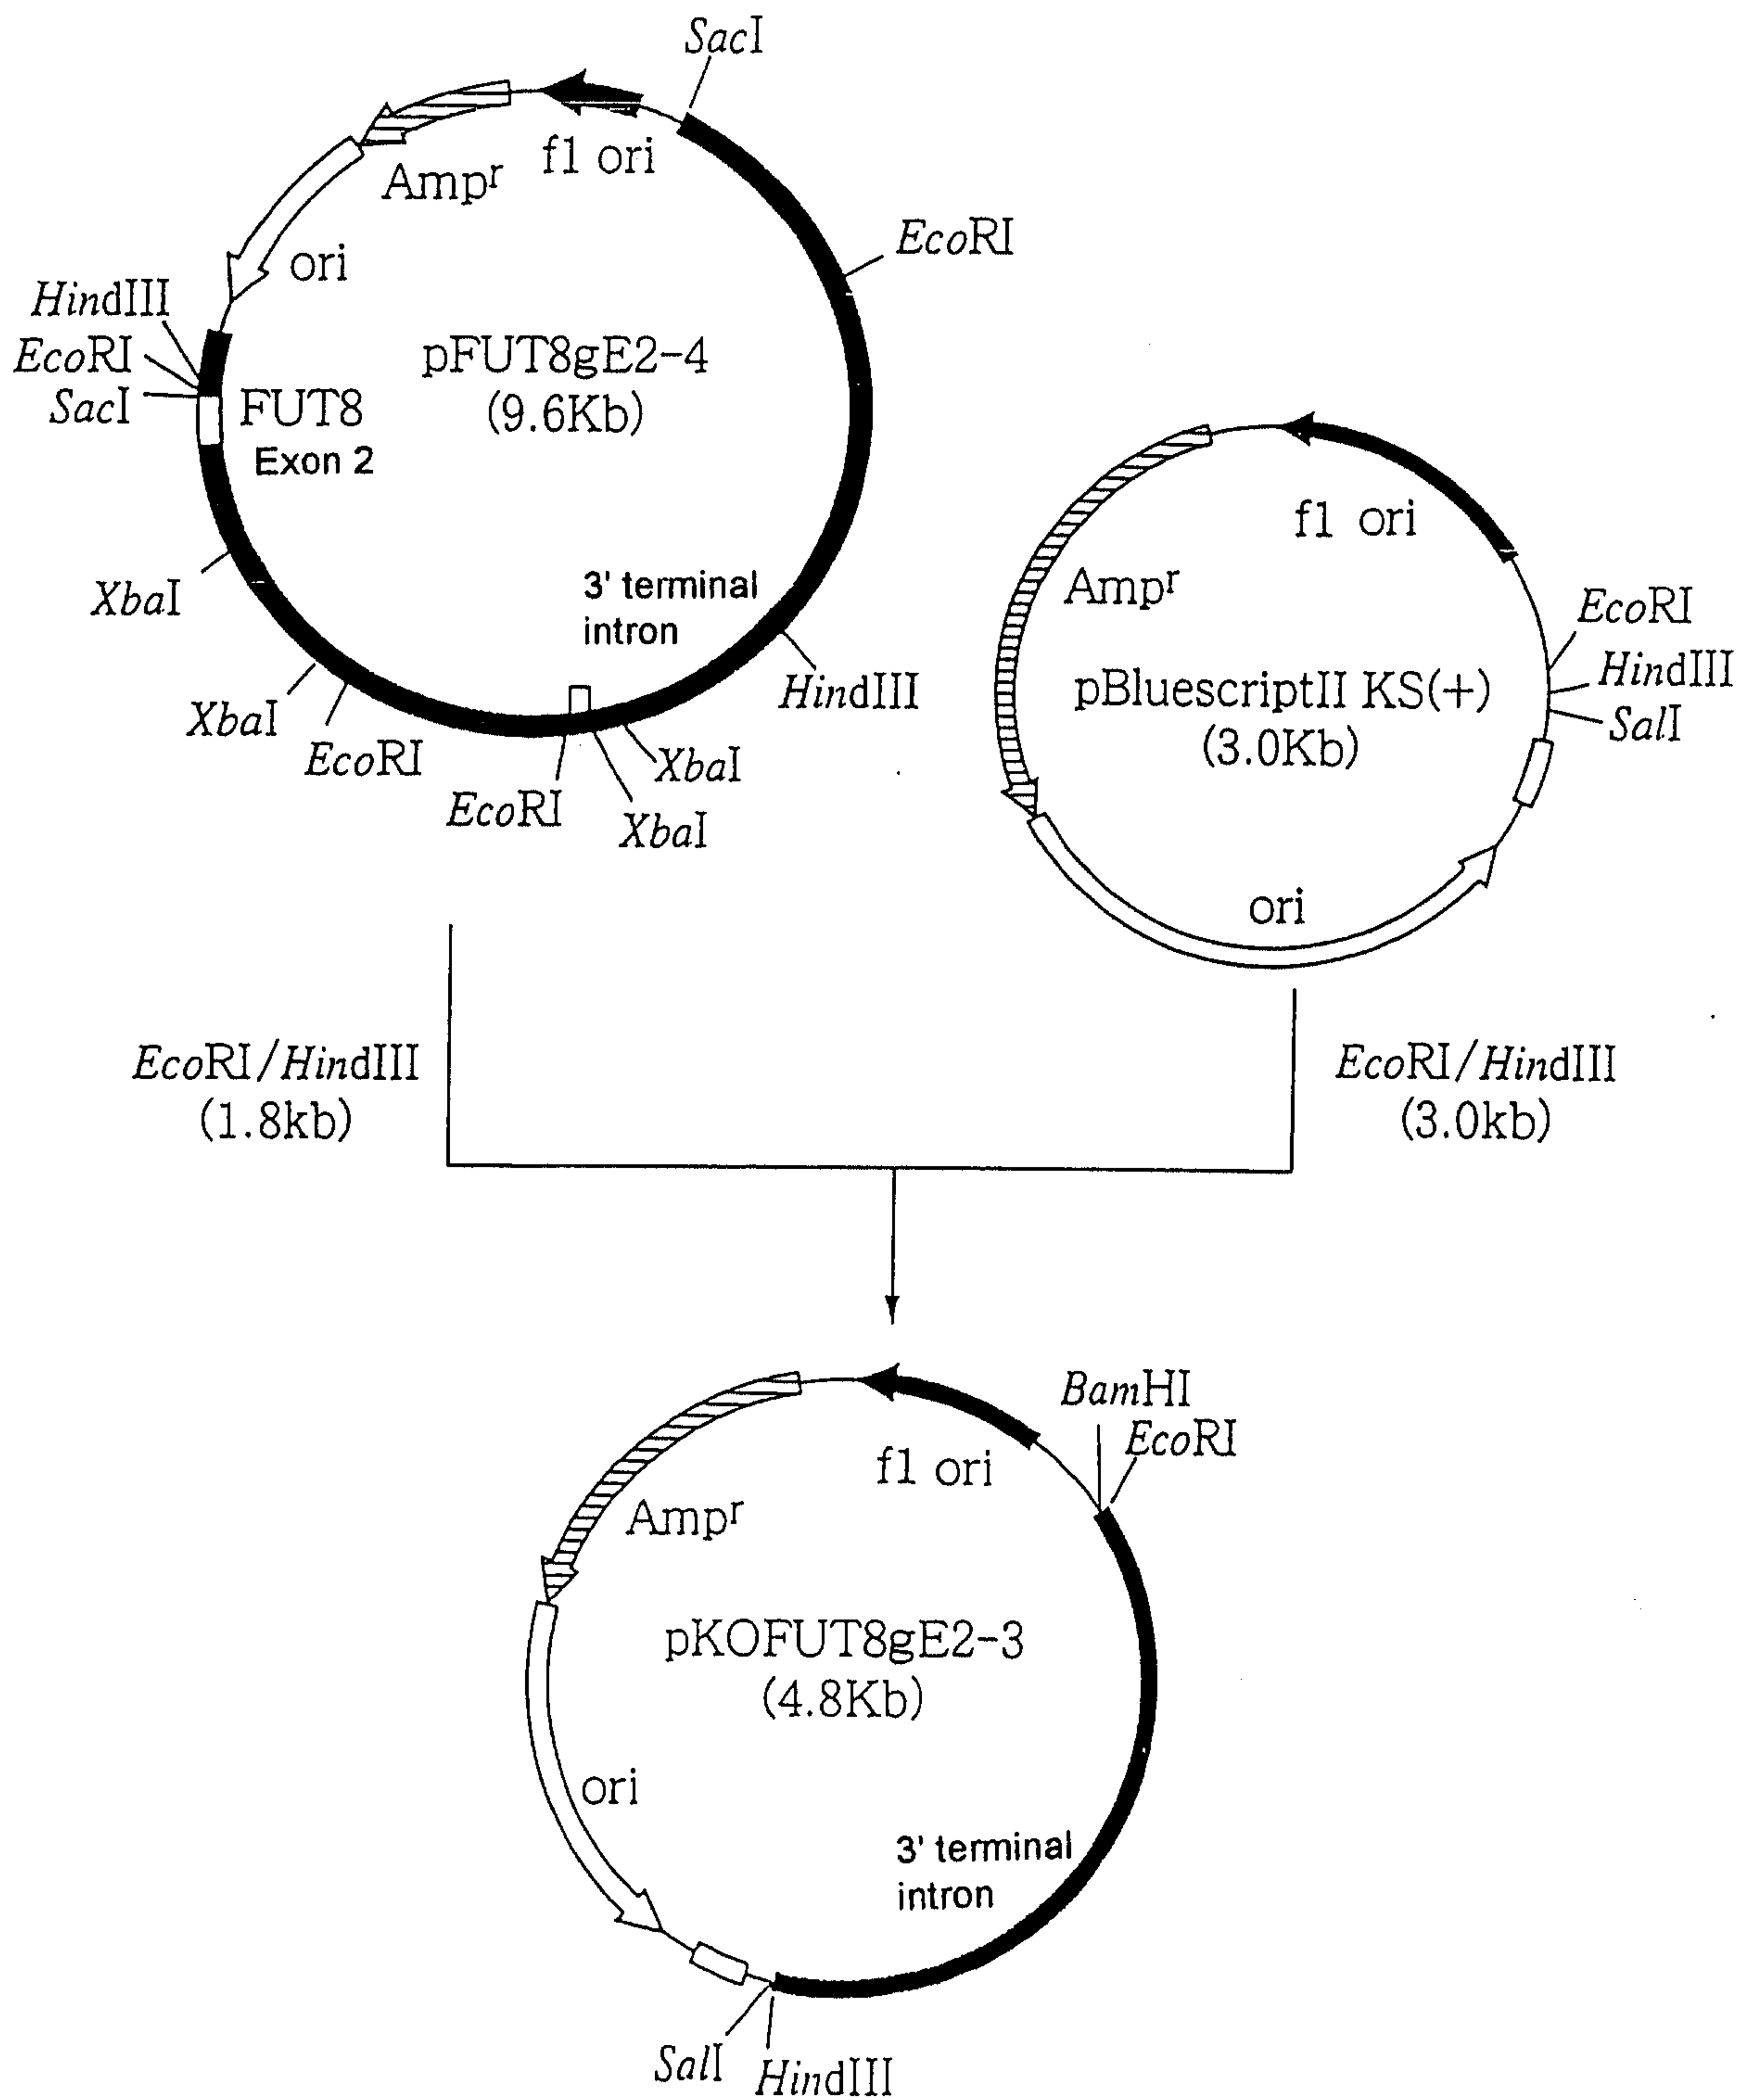 SacI
f1 ori
Ampr
EcoRI
ori
HindIII
EcoRI
SacI
pFUT8gE2-4
(9.6Kb)
FUT8
Exon 2
XbaI
3' terminal
intron
HindIII
XbaI
EcoRI
XbaI
EcoRI
XbaI
f1 ori
Ampr
EcoRI
HindIII
SalI
pBluescriptII KS(+)
(3.0Kb)
ori
EcoRI/HindIII
(1.8kb)
EcoRI/HindIII
(3.0kb)
BamHI
EcoRI
f1 ori
Ampr
pKOFUT8gE2-3
(4.8Kb)
ori
3' terminal
intron
SalI
HindIII